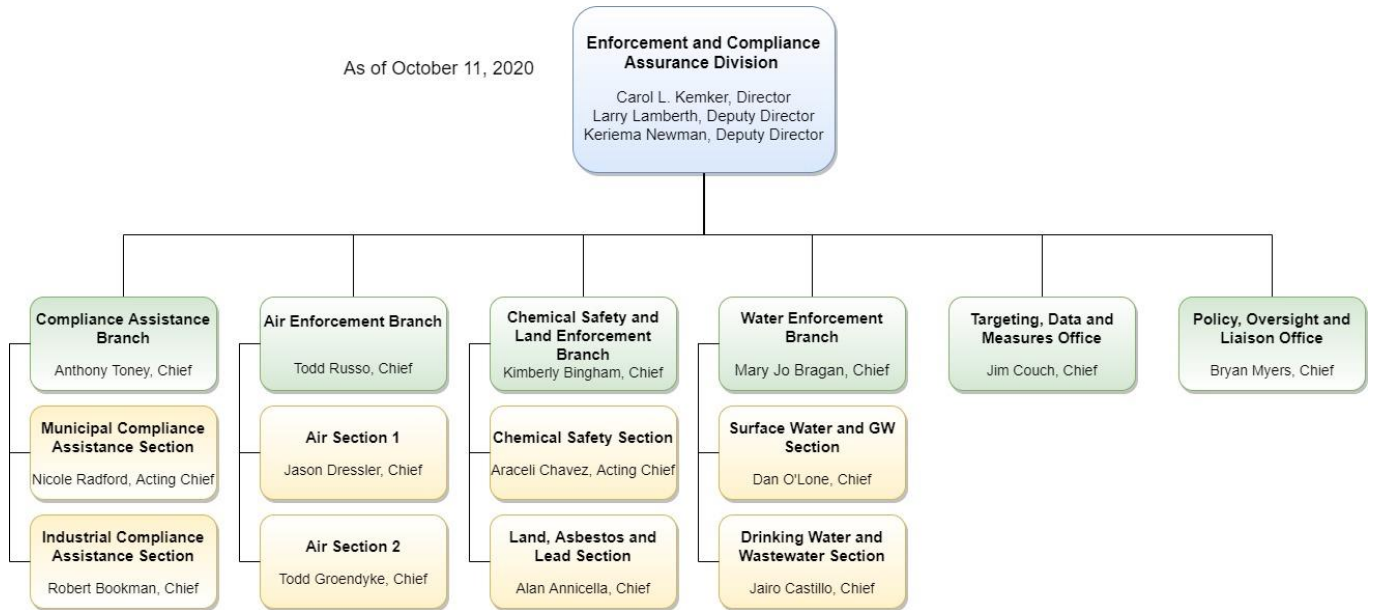 As of October 11, 2020
Enforcement and Compliance
Assurance Division
Carol L. Kemker, Director
Larry Lamberth, Deputy Director
Keriema Newman, Deputy Director
Compliance Assistance
Branch
Anthony Toney, Chief
Municipal Compliance
Assistance Section
Nicole Radford, Acting Chief
Industrial Compliance
Assistance Section
Robert Bookman, Chief
Air Enforcement Branch
Todd Russo, Chief
Air Section 1
Jason Dressler, Chief
Air Section 2
Todd Groendyke, Chief
Chemical Safety and
Land Enforcement
Branch
Kimberly Bingham, Chief
Chemical Safety Section
Araceli Chavez, Acting Chief
Land, Asbestos and
Lead Section
Alan Annicella, Chief
Water Enforcement
Branch
Mary Jo Bragan, Chief
Surface Water and GW
Section
Dan O'Lone, Chief
Drinking Water and
Wastewater Section
Jairo Castillo, Chief
Targeting, Data and
Measures Office
Jim Couch, Chief
Policy, Oversight and
Liaison Office
Bryan Myers, Chief